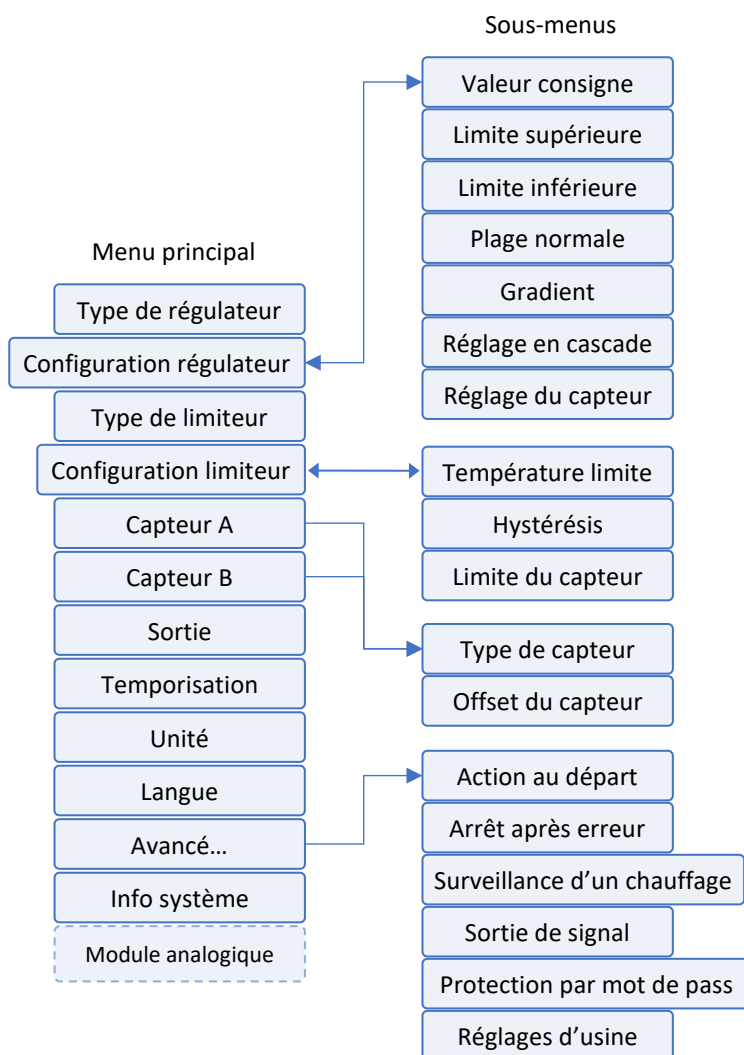 Sous-menus
Valeur consigne
Limite supérieure
Limite inférieure
Plage normale
Gradient
Réglage en cascade
Réglage du capteur
Température limite
Hystérésis
Limite du capteur
Type de capteur
Offset du capteur
Action au départ
Arrêt après erreur
Surveillance d’un chauffage
Sortie de signal
Protection par mot de pass
Réglages d’usine
Menu principal
Type de régulateur
Configuration régulateur
Type de limiteur
Configuration limiteur
Capteur A
Capteur B
Sortie
Temporisation
Unité
Langue
Avancé…
Info système
Module analogique